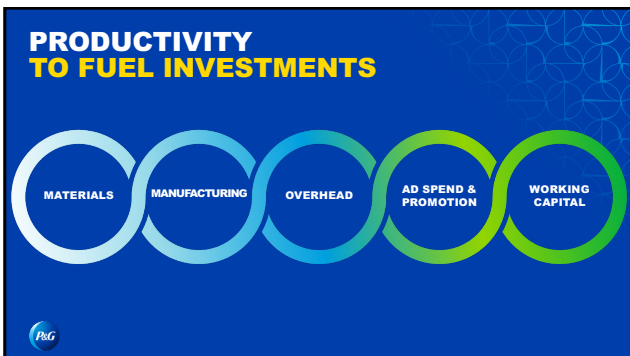 PRODUCTIVITY
TO FUEL INVESTMENTS
MATERIALS
MANUFACTURING
OVERHEAD
AD SPEND &
PROMOTION
WORKING
CAPITAL
P&G